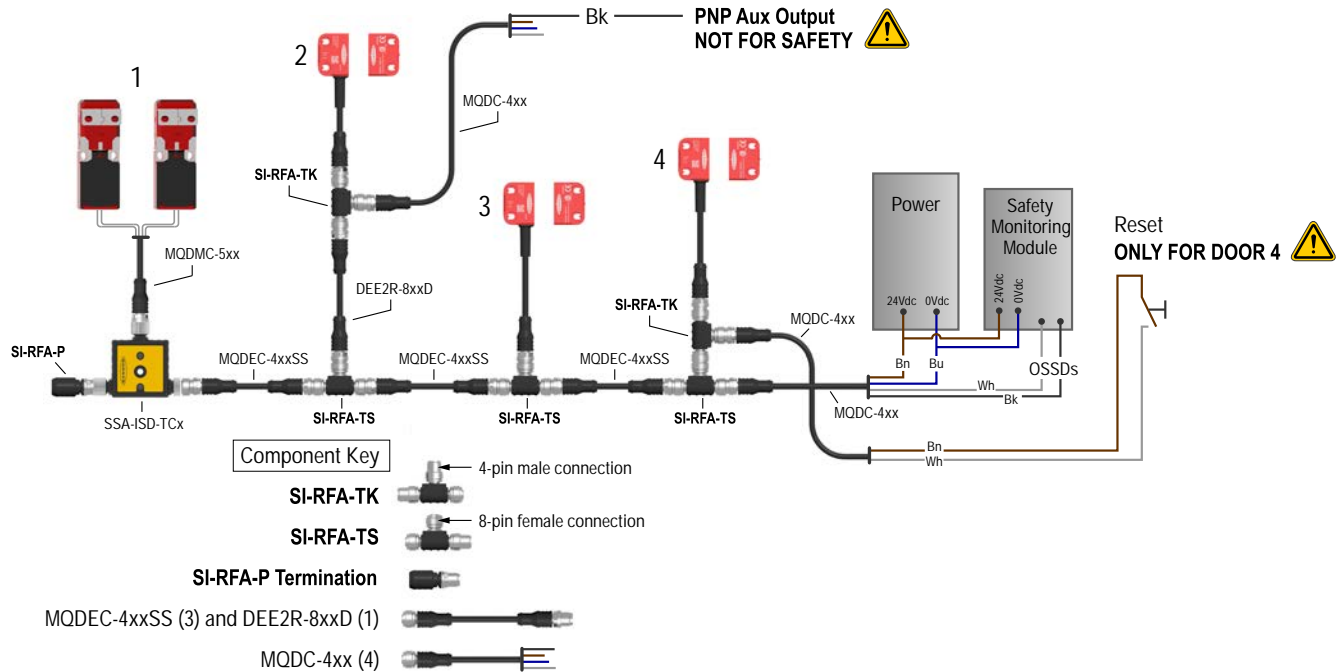 Bk
PNP Aux Output
NOT FOR SAFETY
1
2
MQDC-4xx
SI-RFA-TK
4
3
MQDMC-5xx
DEE2R-8xxD
SI-RFA-TK
MQDC-4xx
Power
24Vdc 0Vdc
Safety
Monitoring
Module
24Vdc
0Vdc
Reset
ONLY FOR DOOR 4
SI-RFA-P
MQDEC-4xxSS
MQDEC-4xxSS
MQDEC-4xxSS
Bn
Bu
OSSDs
Wh
Bk
MQDC-4xx
SSA-ISD-TCx
SI-RFA-TS
SI-RFA-TS
SI-RFA-TS
Bn
Wh
Component Key
SI-RFA-TK
4-pin male connection
SI-RFA-TS
8-pin female connection
SI-RFA-P Termination
MQDEC-4xxSS (3) and DEE2R-8xxD (1)
MQDC-4xx (4)